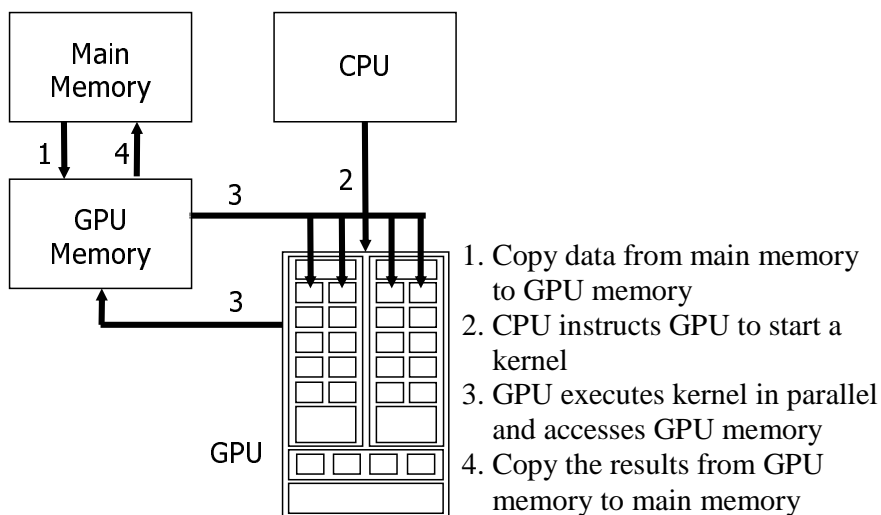 Main
Memory
CPU
1
4
2
GPU
Memory
3
3
GPU
1. Copy data from main memory
to GPU memory
2. CPU instructs GPU to start a
kernel
3. GPU executes kernel in parallel
and accesses GPU memory
4. Copy the results from GPU
memory to main memory